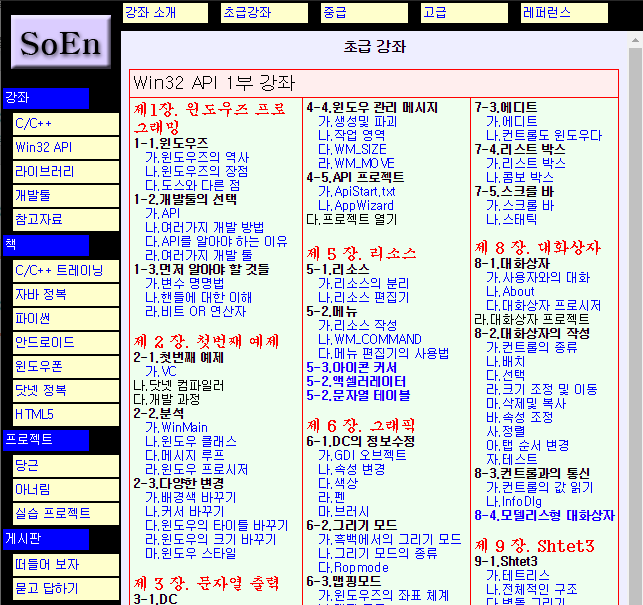 SoEn
강좌 소개
초급강좌
중급
고급
레퍼런스
강좌
C/C++
Win32 API
라이브러리
개발툴
참고자료
책
C/C++ 트레이닝
자바 정복
파이썬
안드로이드
윈도우폰
닷넷 정복
HTML5
프로젝트
당근
아너림
실습 프로젝트
게시판
떠들어 보자
묻고 답하기
초급 강좌
Win32 API 1부 강좌
제1장. 윈도우즈 프로
그래밍
1-1.윈도우즈
가.윈도우즈의 역사
나.윈도우즈의 장점
다.도스와 다른 점
1-2.개발툴의 선택
가.API
나.여러가지 개발 방법
다.API를 알아야 하는 이유
라.여러가지 개발 툴
1-3.먼저 알아야 할 것들
가.변수 명명법
나.핸들에 대한 이해
라.비트 OR 연산자
제 2 장. 첫번째 예제
2-1.첫번째 예제
가.VC
나.닷넷 컴파일러
다.개발 과정
2-2.분석
가.WinMain
나.윈도우 클래스
다.메시지 루프
라.윈도우 프로시저
2-3.다양한 변경
가.배경색 바꾸기
나.커서 바꾸기
다.윈도우의 타이틀 바꾸기
라.윈도우의 크기 바꾸기
마.윈도우 스타일
제 3 장. 문자열 출력
3-1.DC
4-4.윈도우 관리 메시지
가.생성및 파괴
나.작업 영역
다.WM_SIZE
라.WM_MOVE
4-5.API 프로젝트
가.ApiStart.txt
나.AppWizard
다.프로젝트 열기
제 5 장. 리소스
5-1.리소스
가.리소스의 분리
나.리소스 편집기
5-2.메뉴
가.리소스 작성
나.WM_COMMAND
다.메뉴 편집기의 사용법
5-3.아이콘 커서
5-2.액셀러레이터
5-2.문자열 테이블
제 6 장. 그래픽
6-1.DC의 정보수정
가.GDI 오브젝트
나.속성 변경
다.색상
라.펜
마.브러시
6-2.그리기 모드
가.흑백에서의 그리기 모드
나.그리기 모드의 종류
다.Ropmode
6-3.맵핑모드
가.윈도우즈의 좌표 체계
7-3.에디트
가.에디트
나.컨트롤도 윈도우다
7-4.리스트 박스
가.리스트 박스
나.콤보 박스
7-5.스크롤 바
가.스크롤 바
나.스태틱
제 8 장. 대화상자
8-1.대화상자
가.사용자와의 대화
나.About
다.대화상자 프로시저
라.대화상자 프로젝트
8-2.대화상자의 작성
가.컨트롤의 종류
나.배치
다.선택
라.크기 조정 및 이동
마.삭제및 복사
바.속성 조정
사.정렬
아.탭 순서 변경
자.테스트
8-3.컨트롤과의 통신
가.컨트롤의 값 읽기
나.InfoDlg
8-4.모델리스형 대화상자
제 9 장. Shtet3
9-1.Shtet3
가.테트리스
나.전체적인 구조